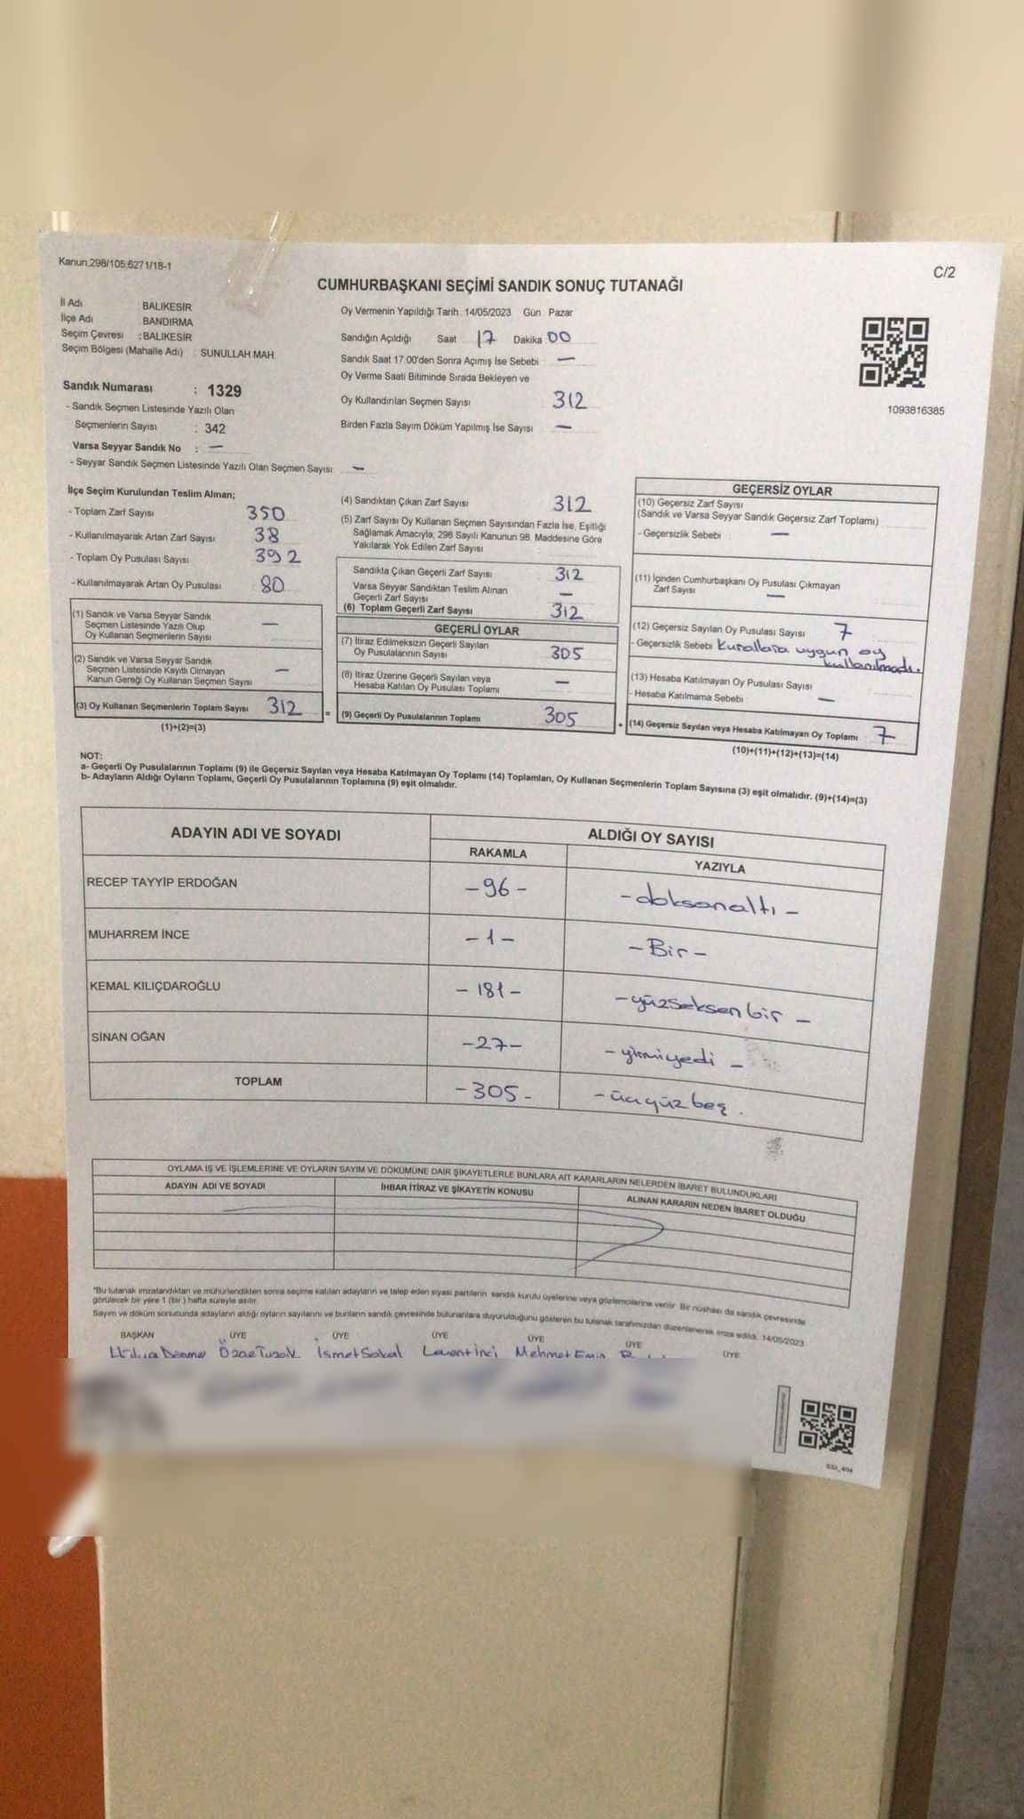 Kanun:298/105;6271/18-1
C/2
CUMHURBAŞKANI SEÇİMİ SANDIK SONUÇ TUTANAĞI
İl Adı BALIKESİR
İlçe Adı BANDIRMA
Seçim Çevresi : BALIKESİR
Seçim Bölgesi (Mahalle Adı) : SUNULLAH MAH.
Sandık Numarası : 1329
- Sandık Seçmen Listesinde Yazılı Olan
Seçmenlerin Sayısı : 342
Varsa Seyyar Sandık No : —
- Seyyar Sandık Seçmen Listesinde Yazılı Olan Seçmen Sayısı —
Oy Vermenin Yapıldığı Tarih 14/05/2023 Gün Pazar
Sandığın Açıldığı Saat 17 Dakika 00
Sandık Saat 17:00'den Sonra Açımış İse Sebebi —
Oy Verme Saati Bitiminde Sırada Bekleyen ve
Oy Kullandırılan Seçmen Sayısı 312
Birden Fazla Sayım Döküm Yapılmış İse Sayısı —
1093816385
İlçe Seçim Kurulundan Teslim Alınan;
- Toplam Zarf Sayısı 350
- Kullanılmayarak Artan Zarf Sayısı 38
- Toplam Oy Pusulası Sayısı 392
- Kullanılmayarak Artan Oy Pusulası 80
(1) Sandık ve Varsa Seyyar Sandık
Seçmen Listesinde Yazılı Olup
Oy Kullanan Seçmenlerin Sayısı —
(2) Sandık ve Varsa Seyyar Sandık
Seçmen Listesinde Kayıtlı Olmayan
Kanun Gereği Oy Kullanan Seçmen Sayısı —
(3) Oy Kullanan Seçmenlerin Toplam Sayısı 312
(1)+(2)=(3)
(4) Sandıktan Çıkan Zarf Sayısı 312
(5) Zarf Sayısı Oy Kullanan Seçmen Sayısından Fazla İse, Eşitliği
Sağlamak Amacıyla, 298 Sayılı Kanunun 98. Maddesine Göre
Yakılarak Yok Edilen Zarf Sayısı
Sandıkta Çıkan Geçerli Zarf Sayısı 312
Varsa Seyyar Sandıktan Teslim Alınan
Geçerli Zarf Sayısı —
(6) Toplam Geçerli Zarf Sayısı 312
GEÇERLİ OYLAR
(7) İtiraz Edilmeksizin Geçerli Sayılan
Oy Pusulalarının Sayısı 305
(8) İtiraz Üzerine Geçerli Sayılan veya
Hesaba Katılan Oy Pusulası Toplamı —
(9) Geçerli Oy Pusulalarının Toplamı 305
GEÇERSİZ OYLAR
(10) Geçersiz Zarf Sayısı
(Sandık ve Varsa Seyyar Sandık Geçersiz Zarf Toplamı)
- Geçersizlik Sebebi —
(11) İçinden Cumhurbaşkanı Oy Pusulası Çıkmayan
Zarf Sayısı —
(12) Geçersiz Sayılan Oy Pusulası Sayısı 7
- Geçersizlik Sebebi Kurallara uygun oy
kullanılmadı.
(13) Hesaba Katılmayan Oy Pusulası Sayısı
- Hesaba Katılmama Sebebi —
(14) Geçersiz Sayılan veya Hesaba Katılmayan Oy Toplamı 7
(10)+(11)+(12)+(13)=(14)
NOT:
a- Geçerli Oy Pusulalarının Toplamı (9) ile Geçersiz Sayılan veya Hesaba Katılmayan Oy Toplamı (14) Toplamları, Oy Kullanan Seçmenlerin Toplam Sayısına (3) eşit olmalıdır. (9)+(14)=(3)
b- Adayların Aldığı Oyların Toplamı, Geçerli Oy Pusulalarının Toplamına (9) eşit olmalıdır.
ADAYIN ADI VE SOYADI ALDIĞI OY SAYISI
RAKAMLA YAZIYLA
RECEP TAYYİP ERDOĞAN -96- -doksanaltı-
MUHARREM İNCE -1- -Bir-
KEMAL KILIÇDAROĞLU -181- -yüzseksenbir-
SİNAN OĞAN -27- -yirmiyedi-
TOPLAM -305- -üçyüzbeş.
OYLAMA İŞ VE İŞLEMLERİNE VE OYLARIN SAYIM VE DÖKÜMÜNE DAİR ŞİKAYETLERLE BUNLARA AİT KARARLARIN NELERDEN İBARET BULUNDUKLARI
ADAYIN ADI VE SOYADI İHBAR İTİRAZ VE ŞİKAYETİN KONUSU ALINAN KARARIN NEDEN İBARET OLDUĞU
"Bu tutanak imzalandıktan ve mühürlendikten sonra seçime katılan adayların ve talep eden siyasi partilerin sandık kurulu üyelerine veya gözlemcilerine verilir. Bir nüshası da sandık çevresinde
görülecek bir yere 1 (bir) hafta süreyle asılır.
Sayım ve döküm sonucunda adayların aldığı oyların sayılarını ve bunların sandık çevresinde bulunanlara duyurulduğunu gösteren bu tutanak tarafımızdan düzenlenerek imza edildi. 14/05/2023
BAŞKAN ÜYE ÜYE ÜYE ÜYE ÜYE ÜYE
İsmet Levent İnci Mehmet Emin